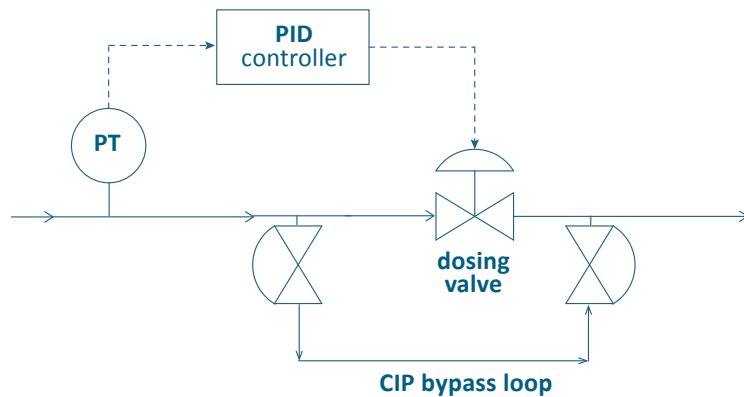 PID
controller
PT
dosing
valve
CIP bypass loop